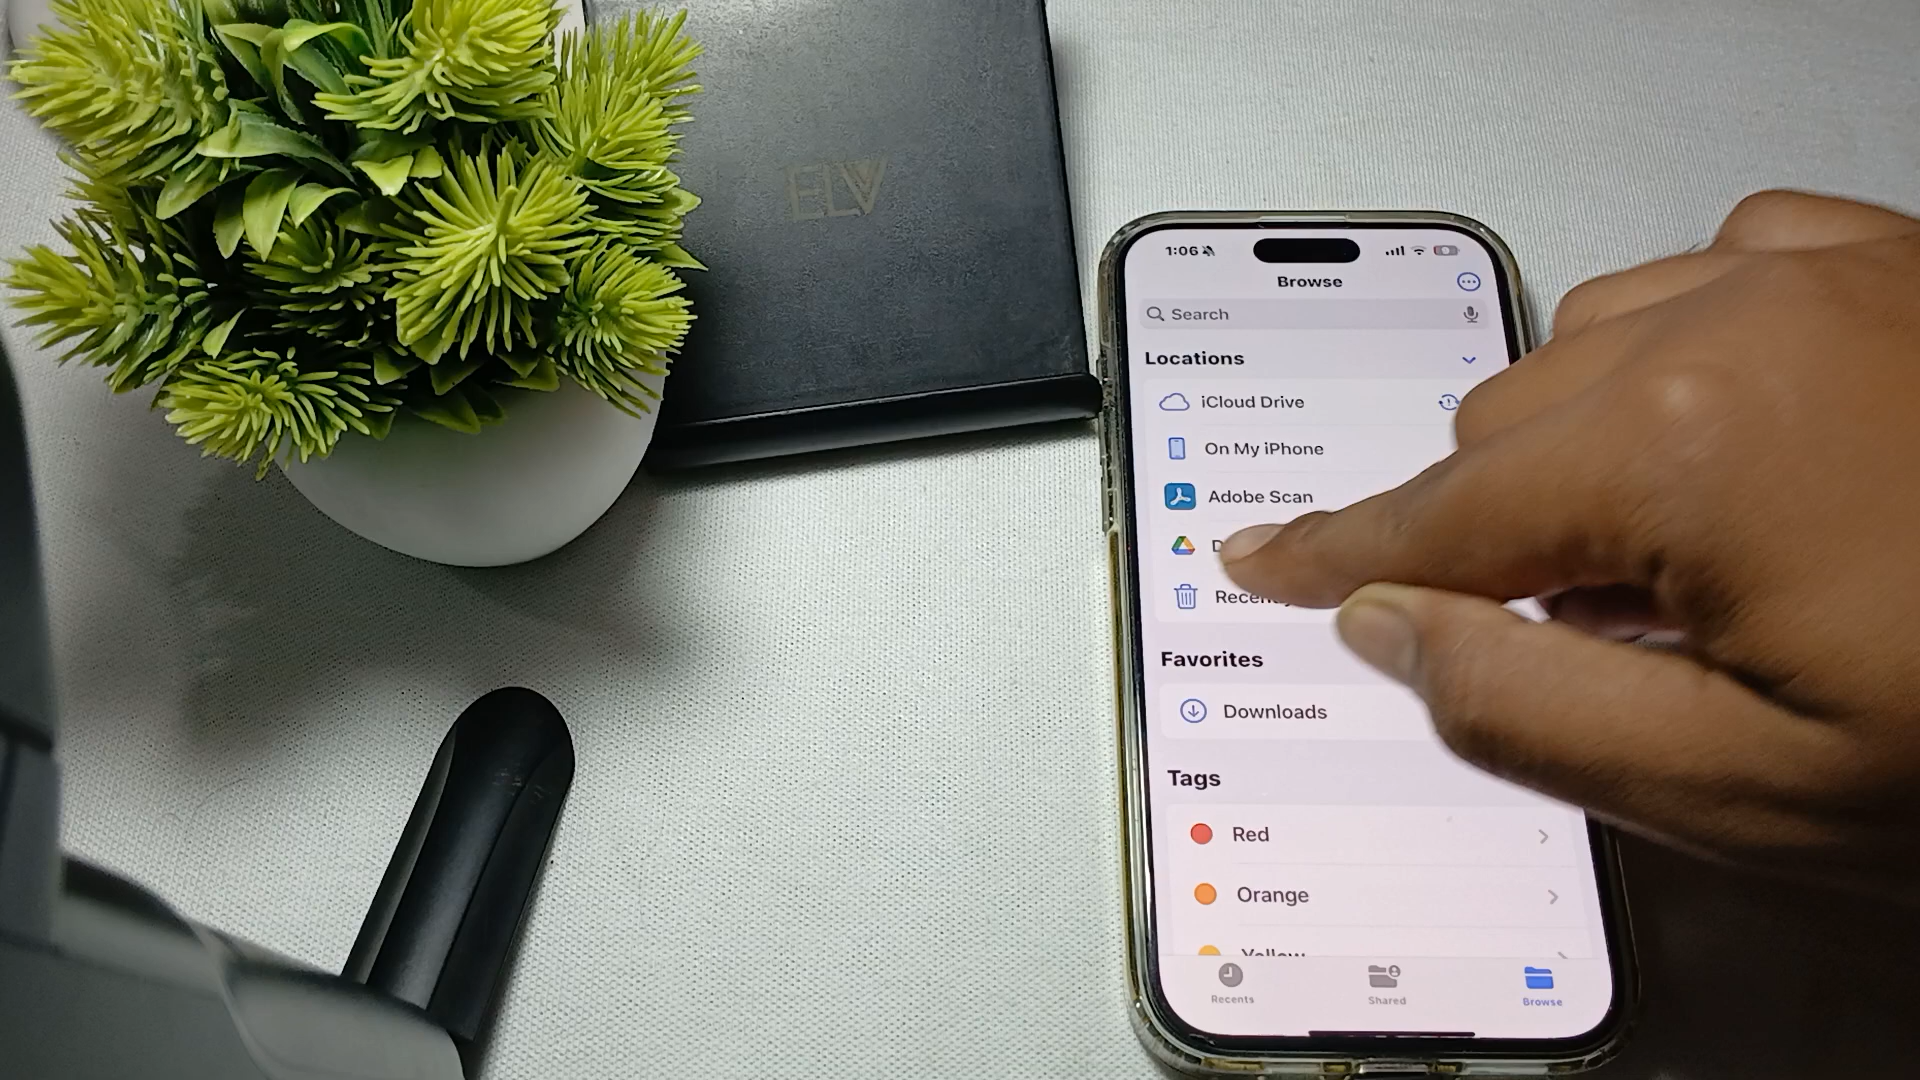 ELV
1:06
Browse
Search
Locations
iCloud Drive
On My iPhone
Adobe Scan
Favorites
Downloads
Tags
Red
Orange
Yellow
Recents
Shared
Browse